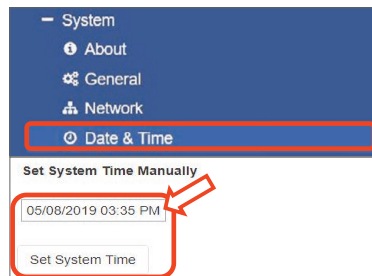 System
About
General
Network
Date & Time
Set System Time Manually
05/08/2019 03:35 PM
Set System Time